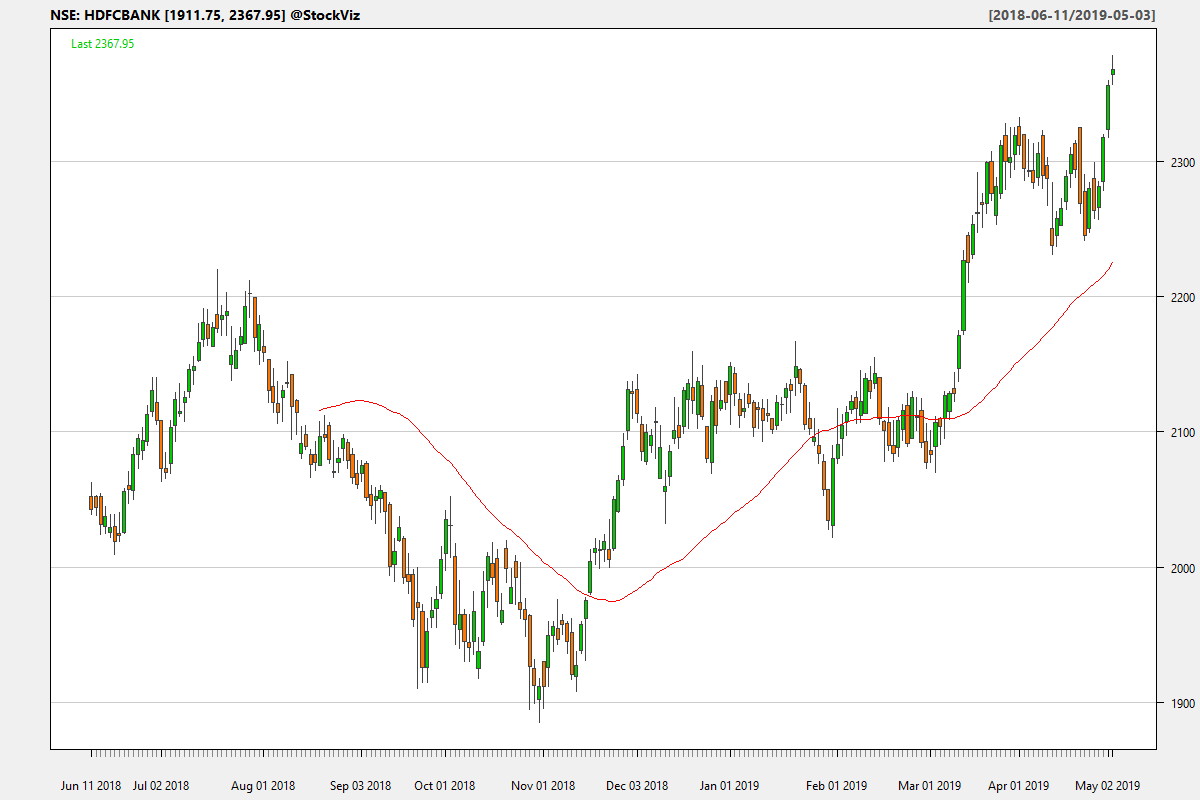 NSE: HDFCBANK [1911.75, 2367.95] @StockViz [2018-06-11/2019-05-03]
Last 2367.95
2300
2200
2100
2000
1900
Jun 11 2018 Jul 02 2018 Aug 01 2018 Sep 03 2018 Oct 01 2018 Nov 01 2018 Dec 03 2018 Jan 01 2019 Feb 01 2019 Mar 01 2019 Apr 01 2019 May 02 2019